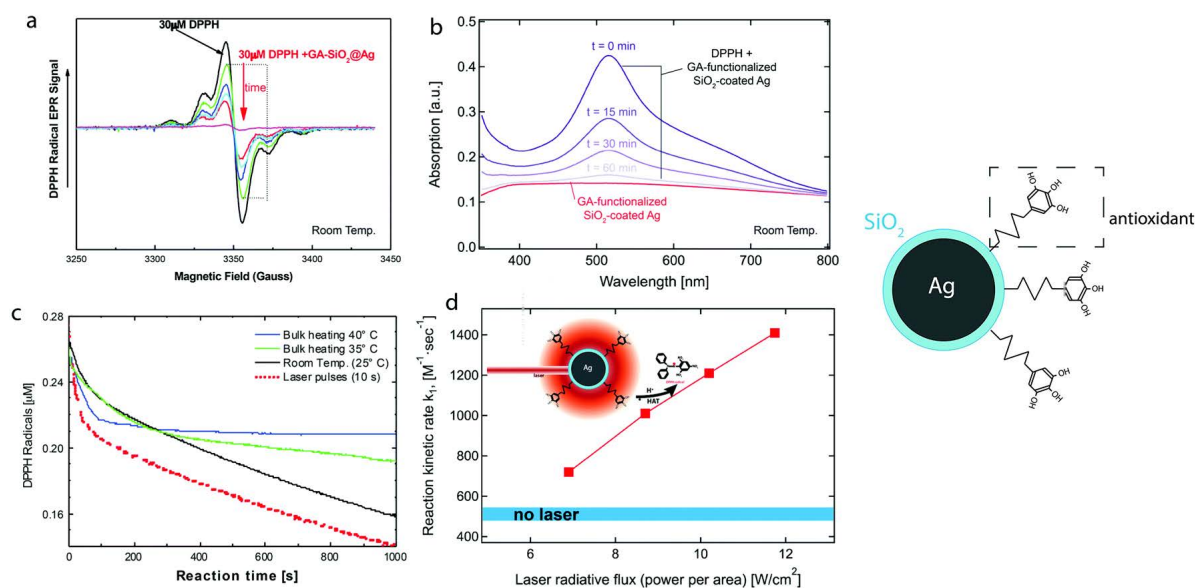 a
30µM DPPH
30µM DPPH +GA-SiO₂@Ag
time
DPPH Radical EPR Signal
Room Temp.
3250 3300 3350 3400 3450
Magnetic Field (Gauss)
b
t = 0 min
DPPH +
GA-functionalized
SiO₂-coated Ag
t = 15 min
t = 30 min
t = 60 min
GA-functionalized
SiO₂-coated Ag
Room Temp.
Absorption [a.u.]
0.5
0.4
0.3
0.2
0.1
0.0
400 500 600 700 800
Wavelength [nm]
c
Bulk heating 40° C
Bulk heating 35° C
Room Temp. (25° C)
Laser pulses (10 s)
DPPH Radicals [µM]
0.28
0.24
0.20
0.16
0 200 400 600 800 1000
Reaction time [s]
d
Ag
laser
H⁺
HAT
no laser
Reaction kinetic rate k₁, [M⁻¹·sec⁻¹]
1400
1200
1000
800
600
400
6 8 10 12
Laser radiative flux (power per area) [W/cm²]
SiO₂
Ag
antioxidant
HO
OH
OH
HO
OH
OH
HO
OH
OH